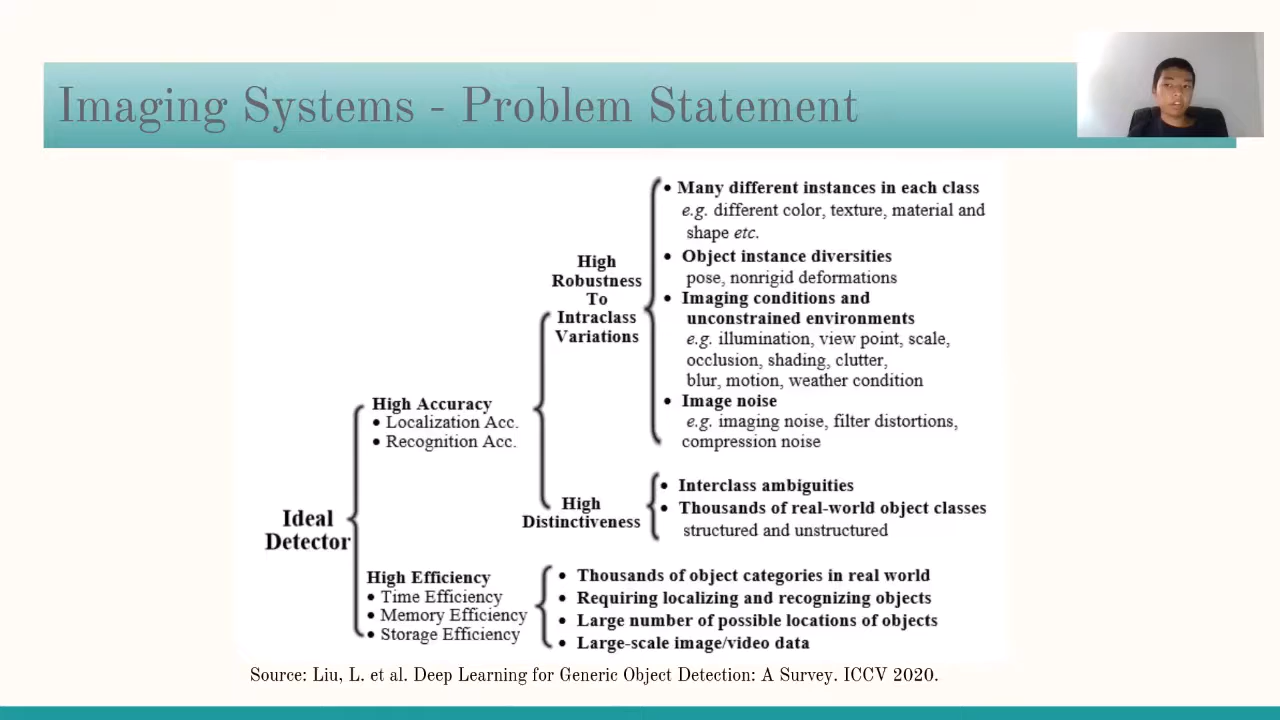 Imaging Systems - Problem Statement
• Many different instances in each class
e.g. different color, texture, material and
shape etc.
• Object instance diversities
pose, nonrigid deformations
• Imaging conditions and
unconstrained environments
e.g. illumination, view point, scale,
occlusion, shading, clutter,
blur, motion, weather condition
• Image noise
e.g. imaging noise, filter distortions,
compression noise
High
Robustness
To
Intraclass
Variations
High Accuracy
• Localization Acc.
• Recognition Acc.
High
Distinctiveness
• Interclass ambiguities
• Thousands of real-world object classes
structured and unstructured
Ideal
Detector
High Efficiency
• Time Efficiency
• Memory Efficiency
• Storage Efficiency
• Thousands of object categories in real world
• Requiring localizing and recognizing objects
• Large number of possible locations of objects
• Large-scale image/video data
Source: Liu, L. et al. Deep Learning for Generic Object Detection: A Survey. ICCV 2020.